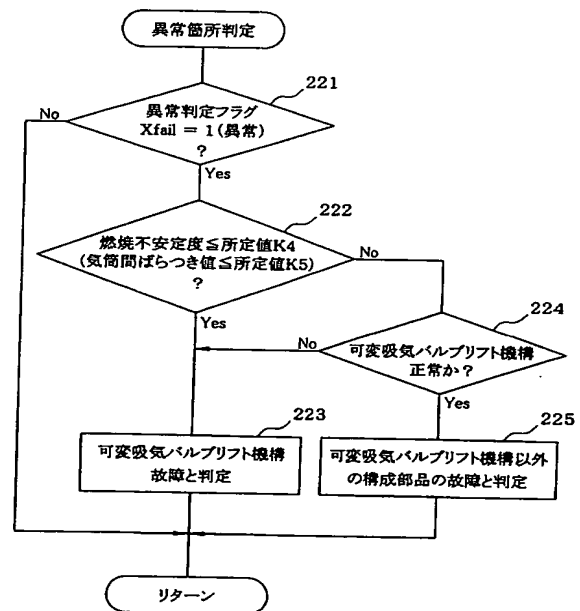 異常箇所判定
221
異常判定フラグ
Xfail = 1(異常)
?
No
Yes
222
燃焼不安定度≦所定値K4
(気筒間ばらつき値≦所定値K5)
?
No
Yes
224
可変吸気バルブリフト機構
正常か?
No
Yes
223
可変吸気バルブリフト機構
故障と判定
225
可変吸気バルブリフト機構以外
の構成部品の故障と判定
リターン